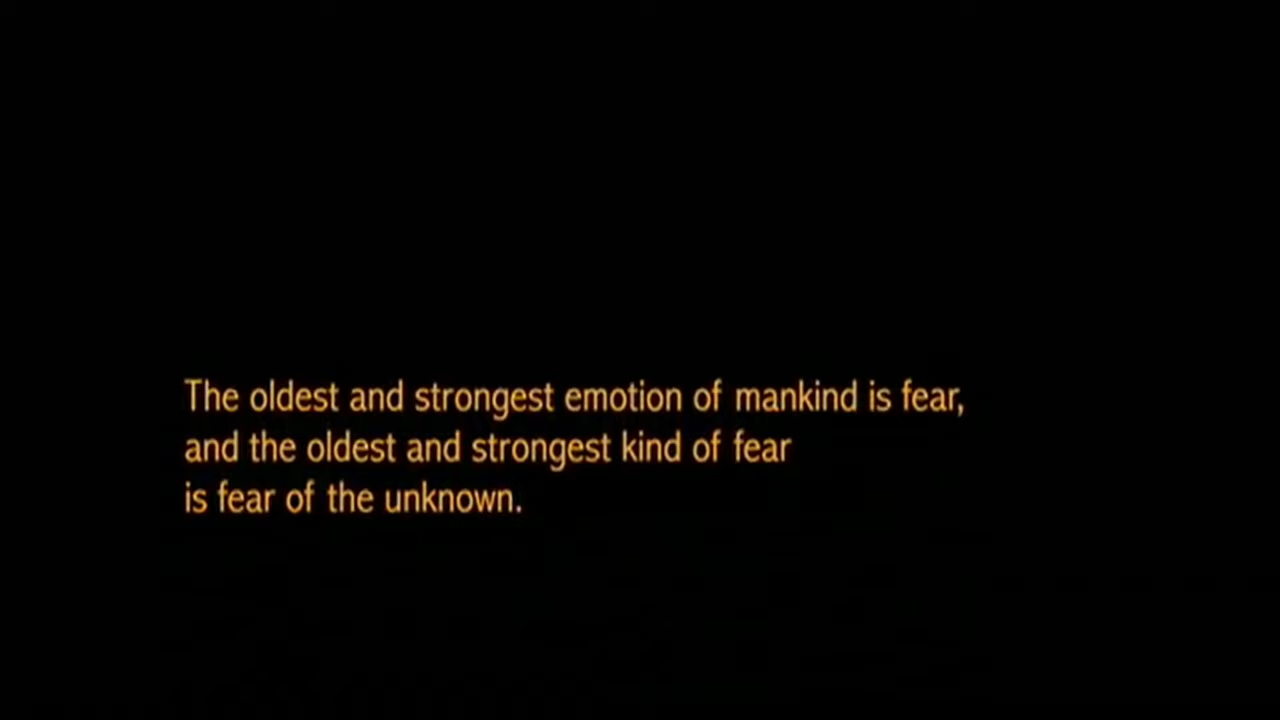 The oldest and strongest emotion of mankind is fear,
and the oldest and strongest kind of fear
is fear of the unknown.